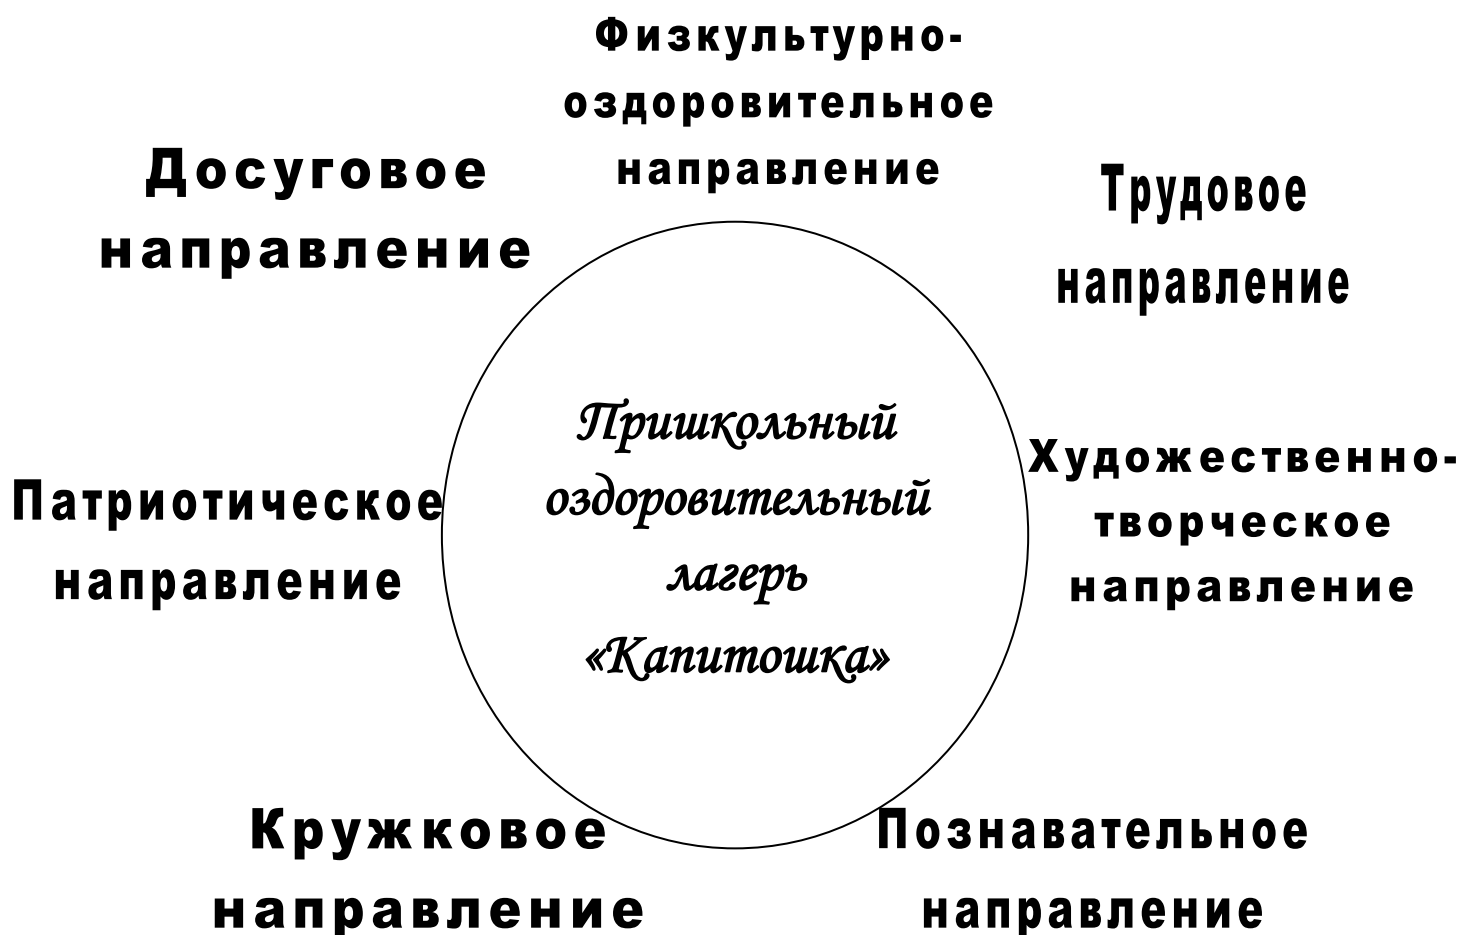 Физкультурно-
оздоровительное
направление
Досуговое
направление
Трудовое
направление
Пришкольный
оздоровительный
лагерь
«Капитошка»
Патриотическое
направление
Художественно-
творческое
направление
Кружковое
направление
Познавательное
направление